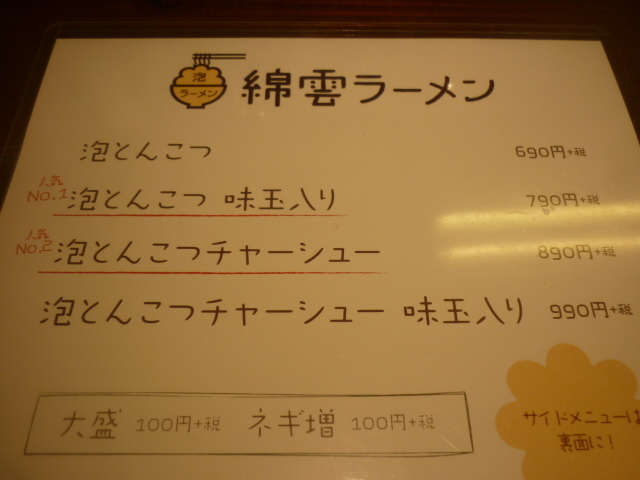 泡
ラーメン
綿雲ラーメン
泡とんこつ 690円+税
人気
No.1
泡とんこつ 味玉入り 790円+税
人気
No.2
泡とんこつチャーシュー 890円+税
泡とんこつチャーシュー 味玉入り 990円+税
大盛 100円+税 ネギ増 100円+税
サイドメニューは
裏面に!